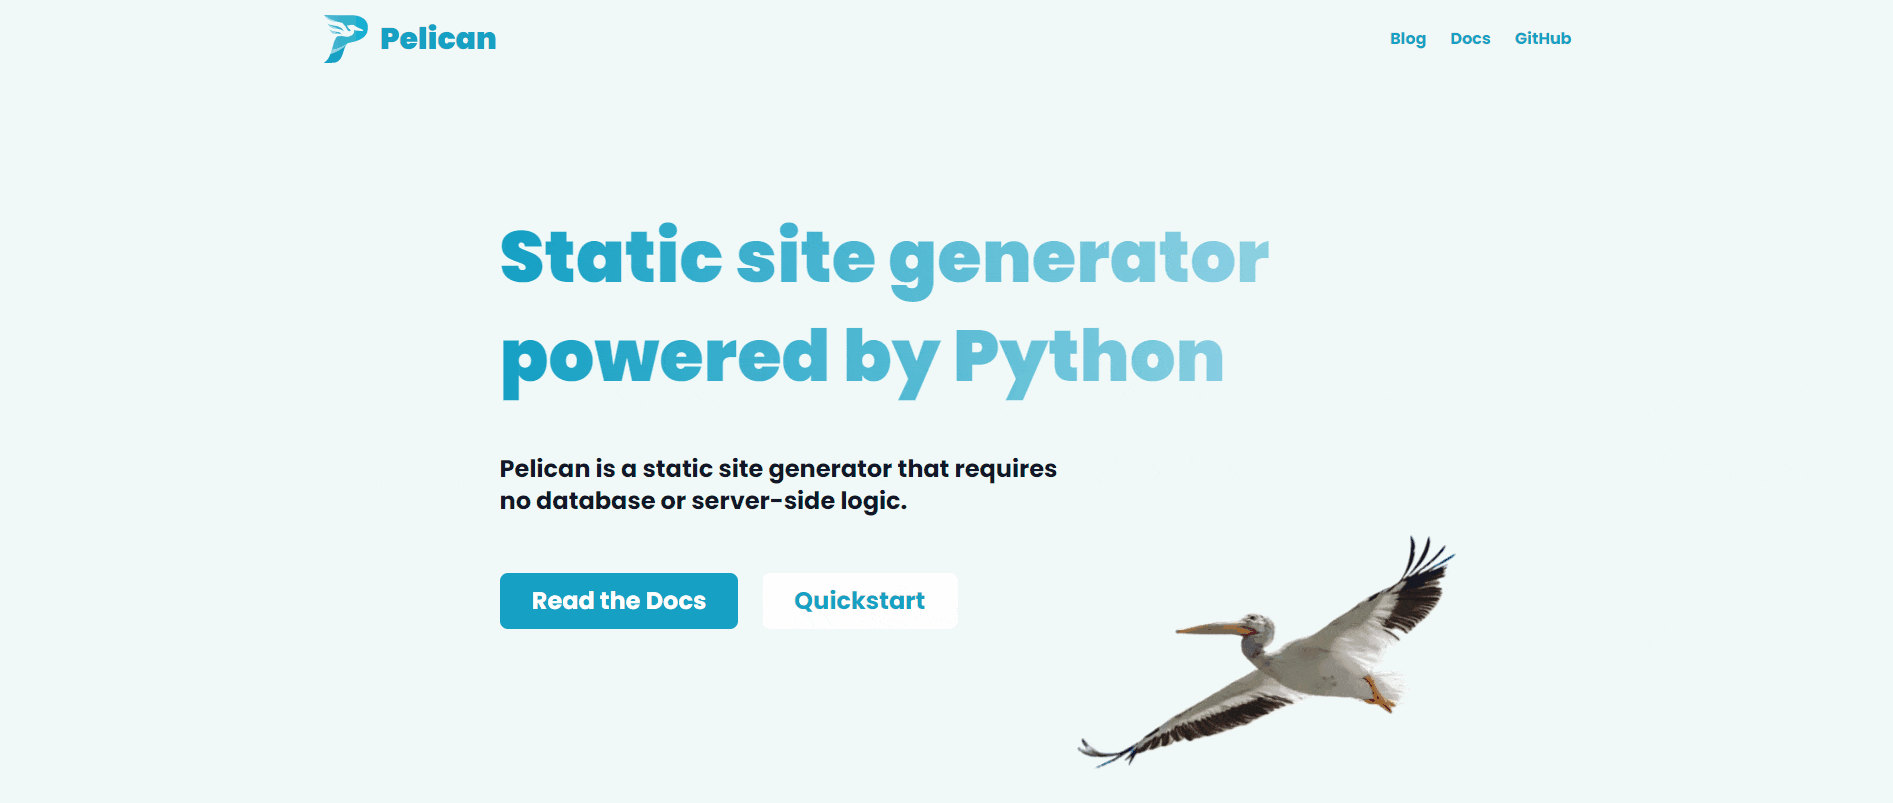 Pelican
Blog Docs GitHub
Static site generator
powered by Python
Pelican is a static site generator that requires
no database or server-side logic.
Read the Docs Quickstart